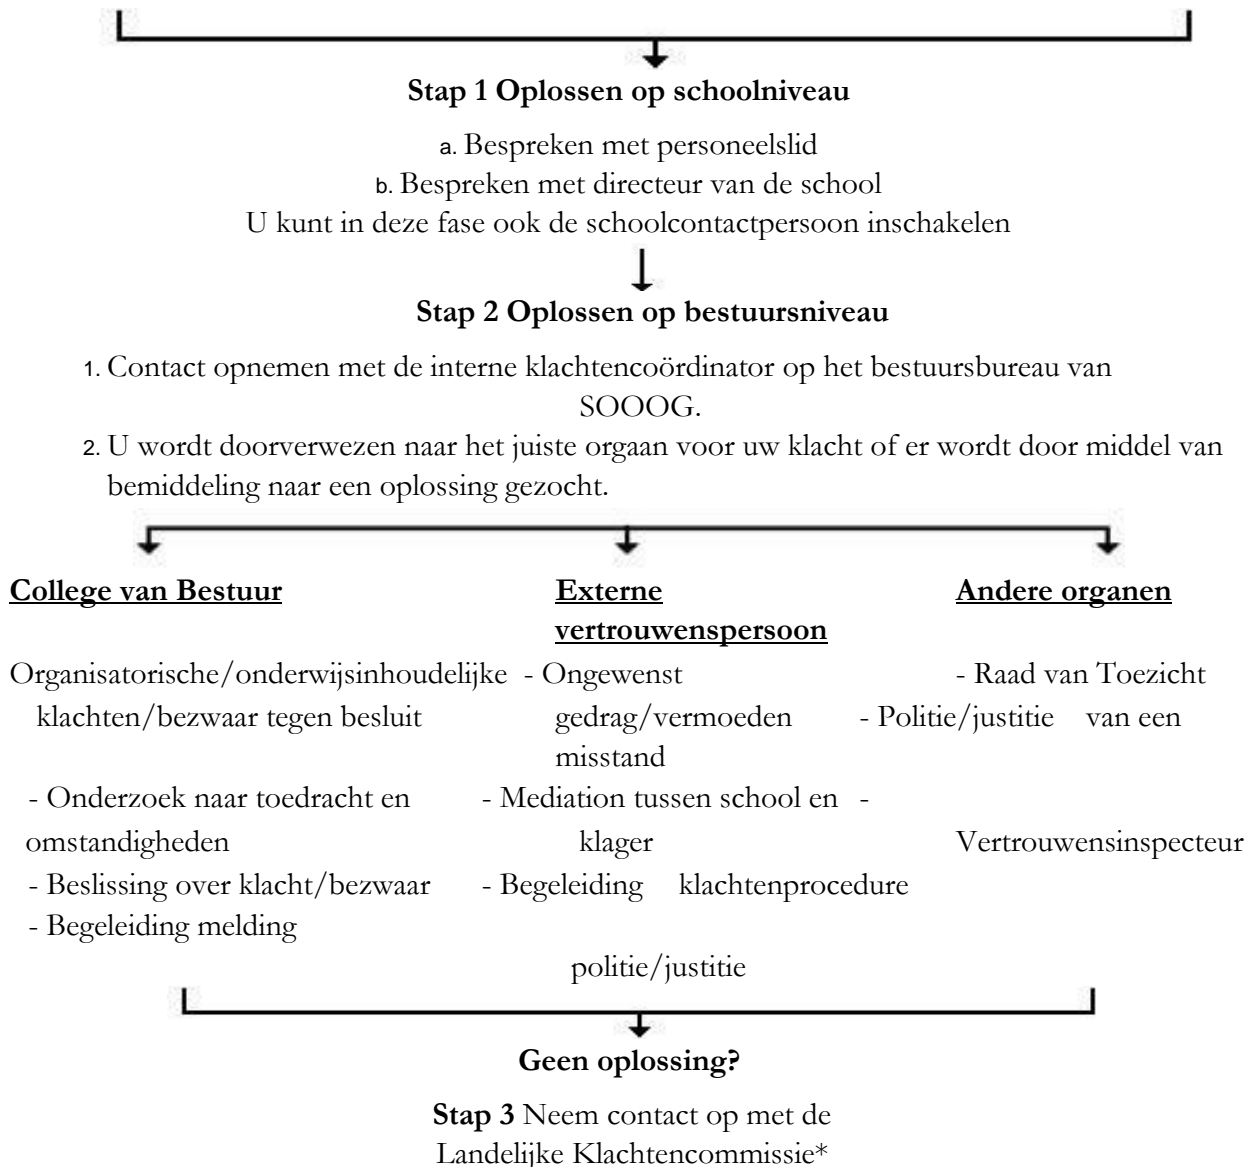 Stap 1 Oplossen op schoolniveau
a. Bespreken met personeelslid
b. Bespreken met directeur van de school
U kunt in deze fase ook de schoolcontactpersoon inschakelen
Stap 2 Oplossen op bestuursniveau
1. Contact opnemen met de interne klachtencoördinator op het bestuursbureau van
SOOOG.
2. U wordt doorverwezen naar het juiste orgaan voor uw klacht of er wordt door middel van
bemiddeling naar een oplossing gezocht.
College van Bestuur Externe Andere organen
vertrouwenspersoon
Organisatorische/onderwijsinhoudelijke - Ongewenst - Raad van Toezicht
klachten/bezwaar tegen besluit gedrag/vermoeden - Politie/justitie van een
misstand
- Onderzoek naar toedracht en - Mediation tussen school en -
omstandigheden klager Vertrouwensinspecteur
- Beslissing over klacht/bezwaar - Begeleiding klachtenprocedure
- Begeleiding melding
politie/justitie
Geen oplossing?
Stap 3 Neem contact op met de
Landelijke Klachtencommissie*